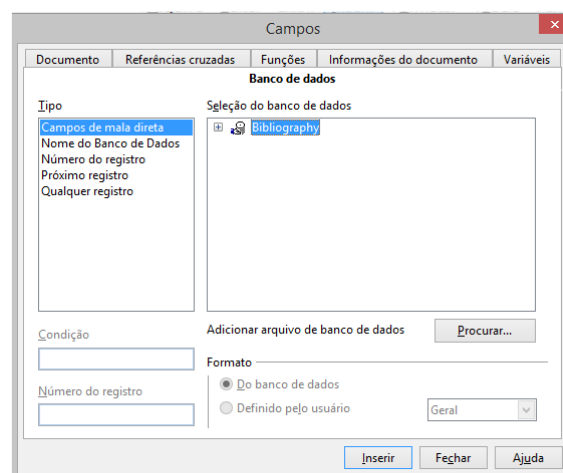 Campos
Documento Referências cruzadas Funções Informações do documento Variáveis
Banco de dados
Tipo
Campos de mala direta
Nome do Banco de Dados
Número do registro
Próximo registro
Qualquer registro
Seleção do banco de dados
Bibliography
Adicionar arquivo de banco de dados Procurar...
Condição
Número do registro
Formato
Do banco de dados
Definido pelo usuário Geral
Inserir Fechar Ajuda